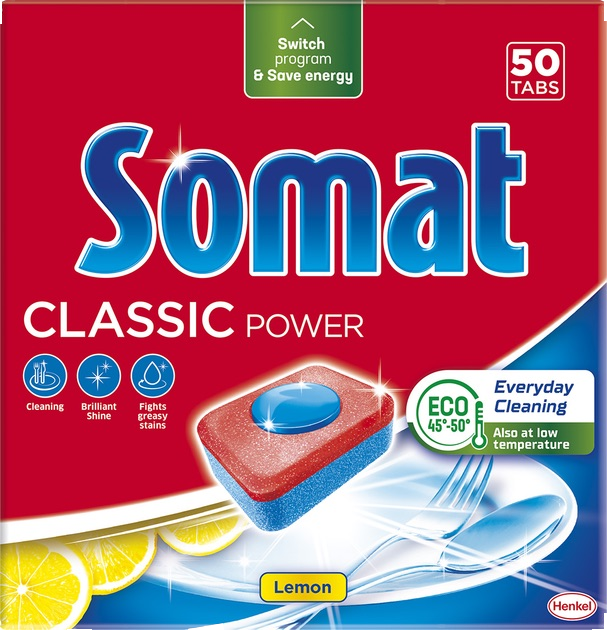 Switch
program
& Save energy
50
TABS
Somat
CLASSIC POWER
Cleaning
Brilliant
Shine
Fights
greasy
stains
ECO
45°-50°
Everyday
Cleaning
Also at low
temperature
Lemon
Henkel